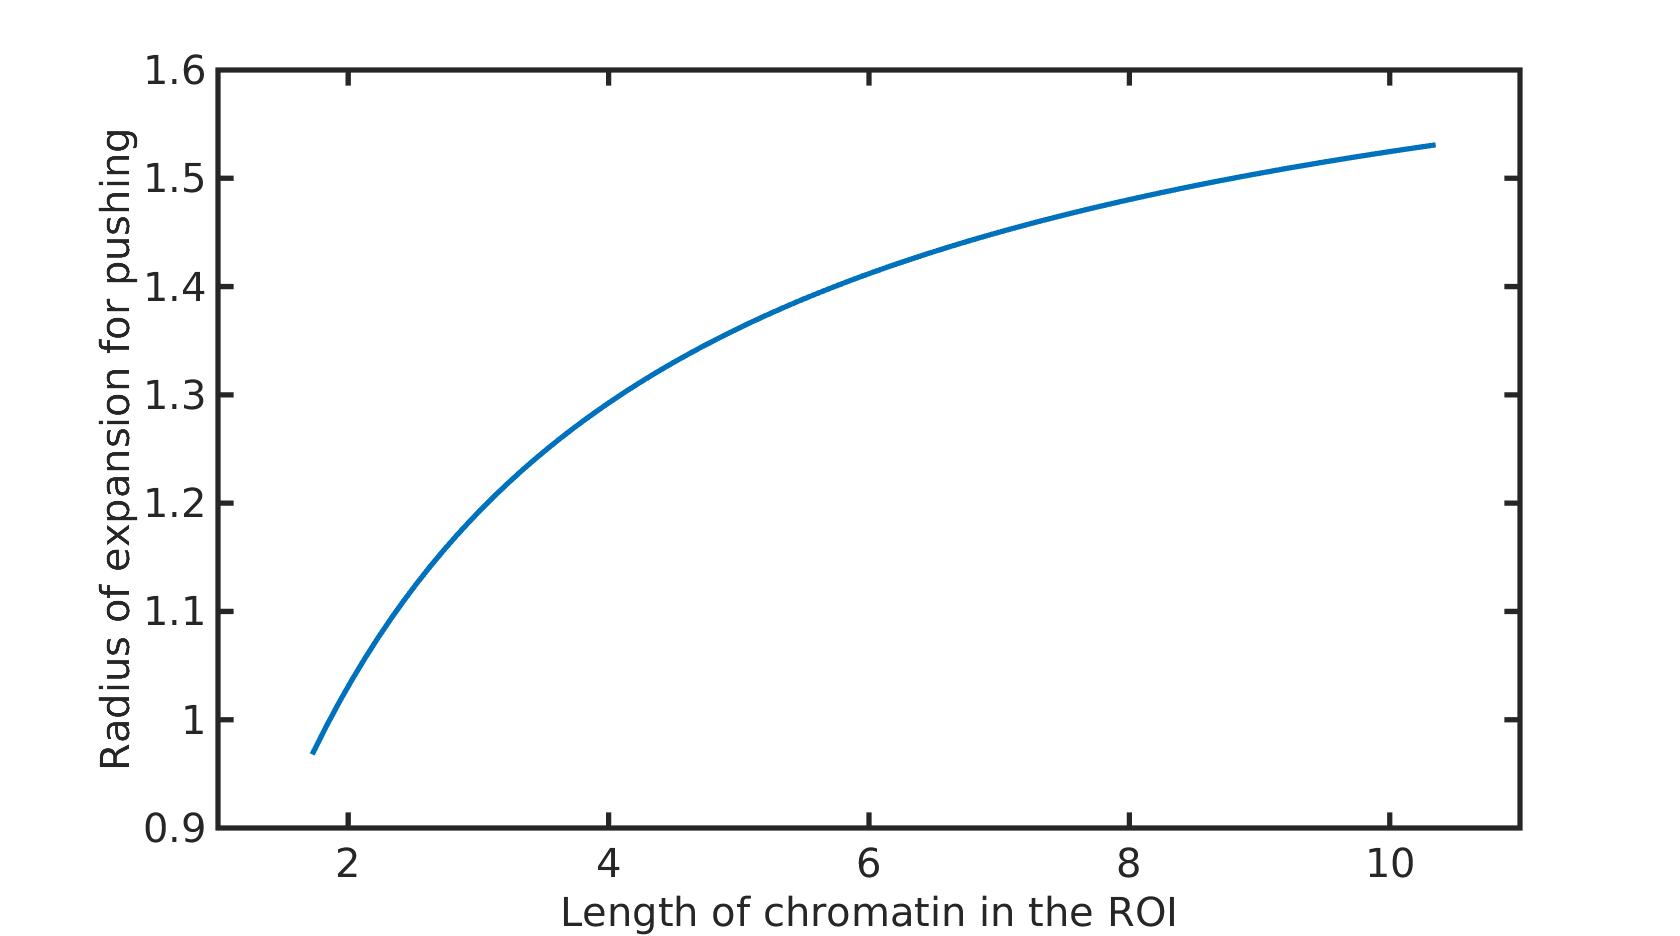 Radius of expansion for pushing
1.6
1.5
1.4
1.3
1.2
1.1
1
0.9
2 4 6 8 10
Length of chromatin in the ROI